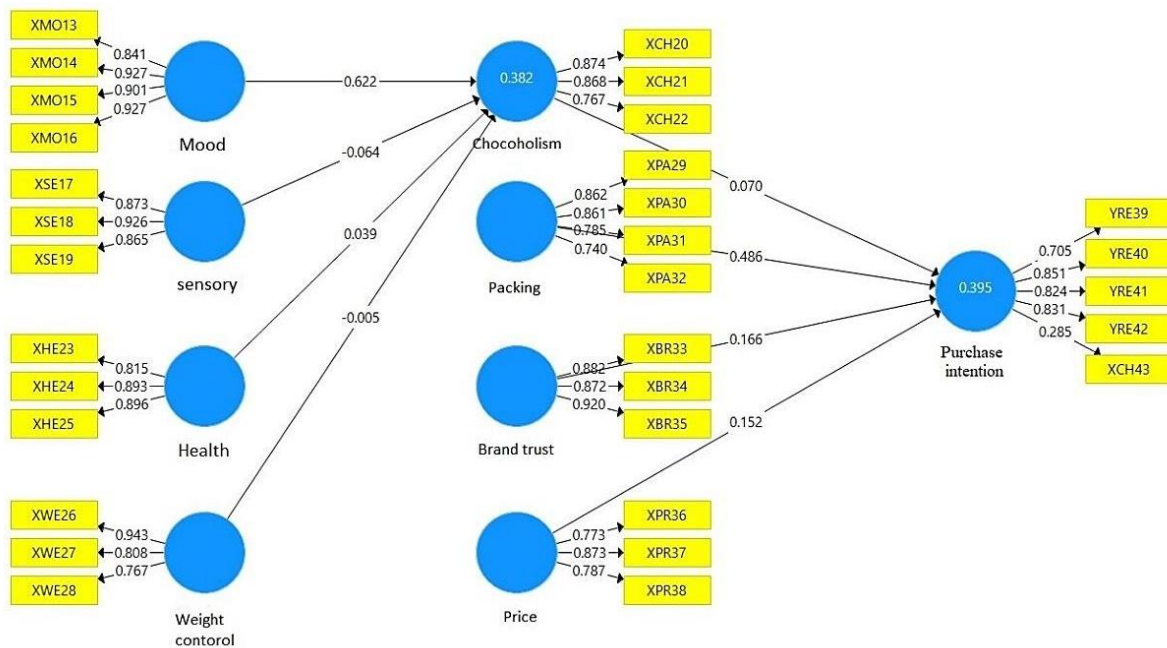 XMO13
XMO14
XMO15
XMO16
0.841
0.927
0.901
0.927
Mood
0.622
XSE17
XSE18
XSE19
0.873
0.926
0.865
sensory
-0.064
XHE23
XHE24
XHE25
0.815
0.893
0.896
Health
0.039
XWE26
XWE27
XWE28
0.943
0.808
0.767
Weight
contorol
-0.005
0.382
Chocoholism
0.874
0.868
0.767
XCH20
XCH21
XCH22
0.070
Packing
0.862
0.861
0.785
0.740
XPA29
XPA30
XPA31
XPA32
0.486
Brand trust
0.882
0.872
0.920
XBR33
XBR34
XBR35
0.166
Price
0.773
0.873
0.787
XPR36
XPR37
XPR38
0.152
0.395
Purchase
intention
0.705
0.851
0.824
0.831
0.285
YRE39
YRE40
YRE41
YRE42
XCH43